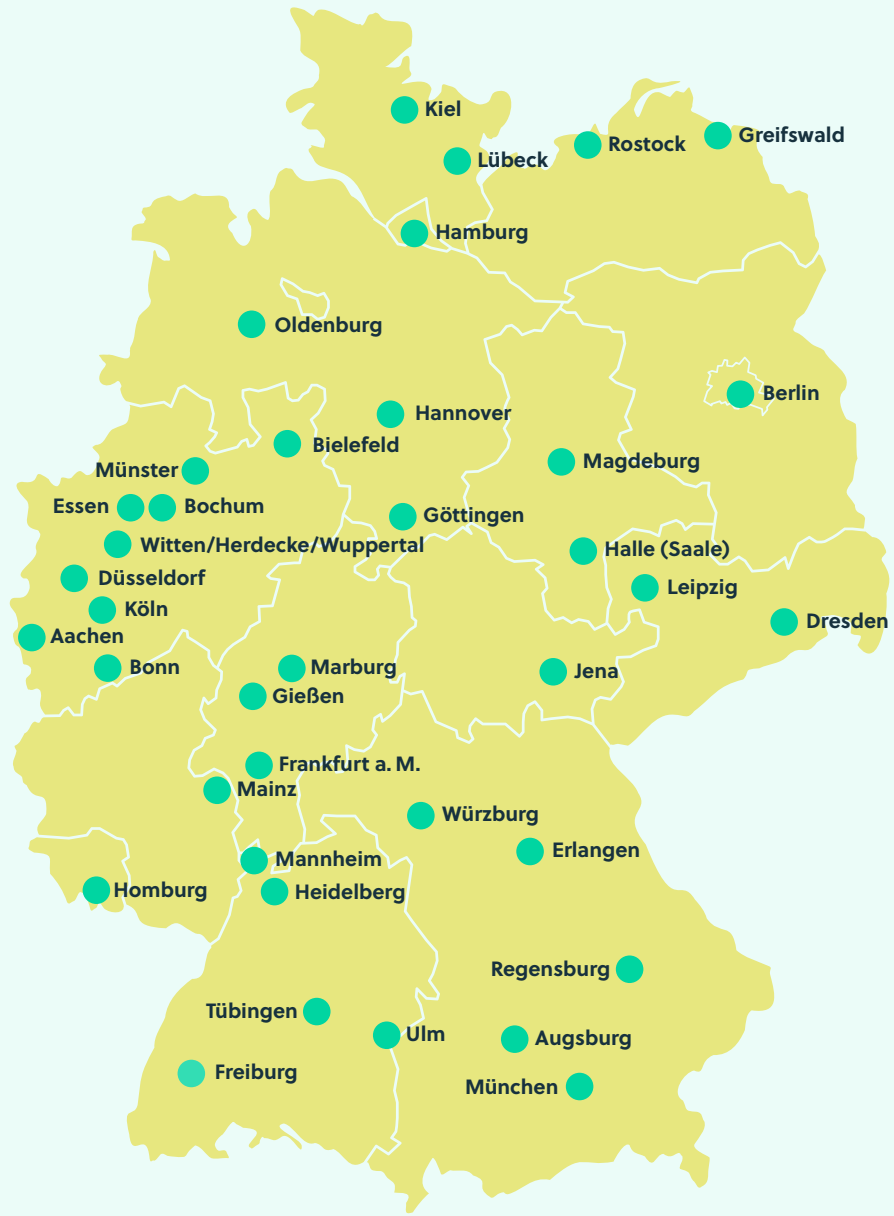 Kiel
Greifswald
Rostock
Lübeck
Hamburg
Oldenburg
Berlin
Hannover
Bielefeld
Magdeburg
Münster
Essen
Bochum
Göttingen
Witten/Herdecke/Wuppertal
Halle (Saale)
Düsseldorf
Leipzig
Köln
Dresden
Aachen
Bonn
Marburg
Jena
Gießen
Frankfurt a. M.
Mainz
Würzburg
Erlangen
Mannheim
Homburg
Heidelberg
Regensburg
Tübingen
Ulm
Augsburg
Freiburg
München